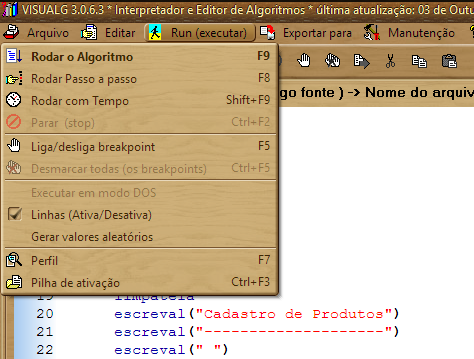 VISUALG 3.0.6.3 * Interpretador e Editor de Algoritmos * última atualização: 03 de Outu
Arquivo Editar Run (executar) Exportar para Manutenção ?
Rodar o Algoritmo F9
Rodar Passo a passo F8
Rodar com Tempo Shift+F9
Parar (stop) Ctrl+F2
Liga/desliga breakpoint F5
Desmarcar todas (os breakpoints) Ctrl+F5
Executar em modo DOS
Linhas (Ativa/Desativa)
Gerar valores aleatórios
Perfil F7
Pilha de ativação Ctrl+F3
go fonte ) -> Nome do arquiv
19 limpatela
20 escreval("Cadastro de Produtos")
21 escreval("--------------------")
22 escreval(" ")